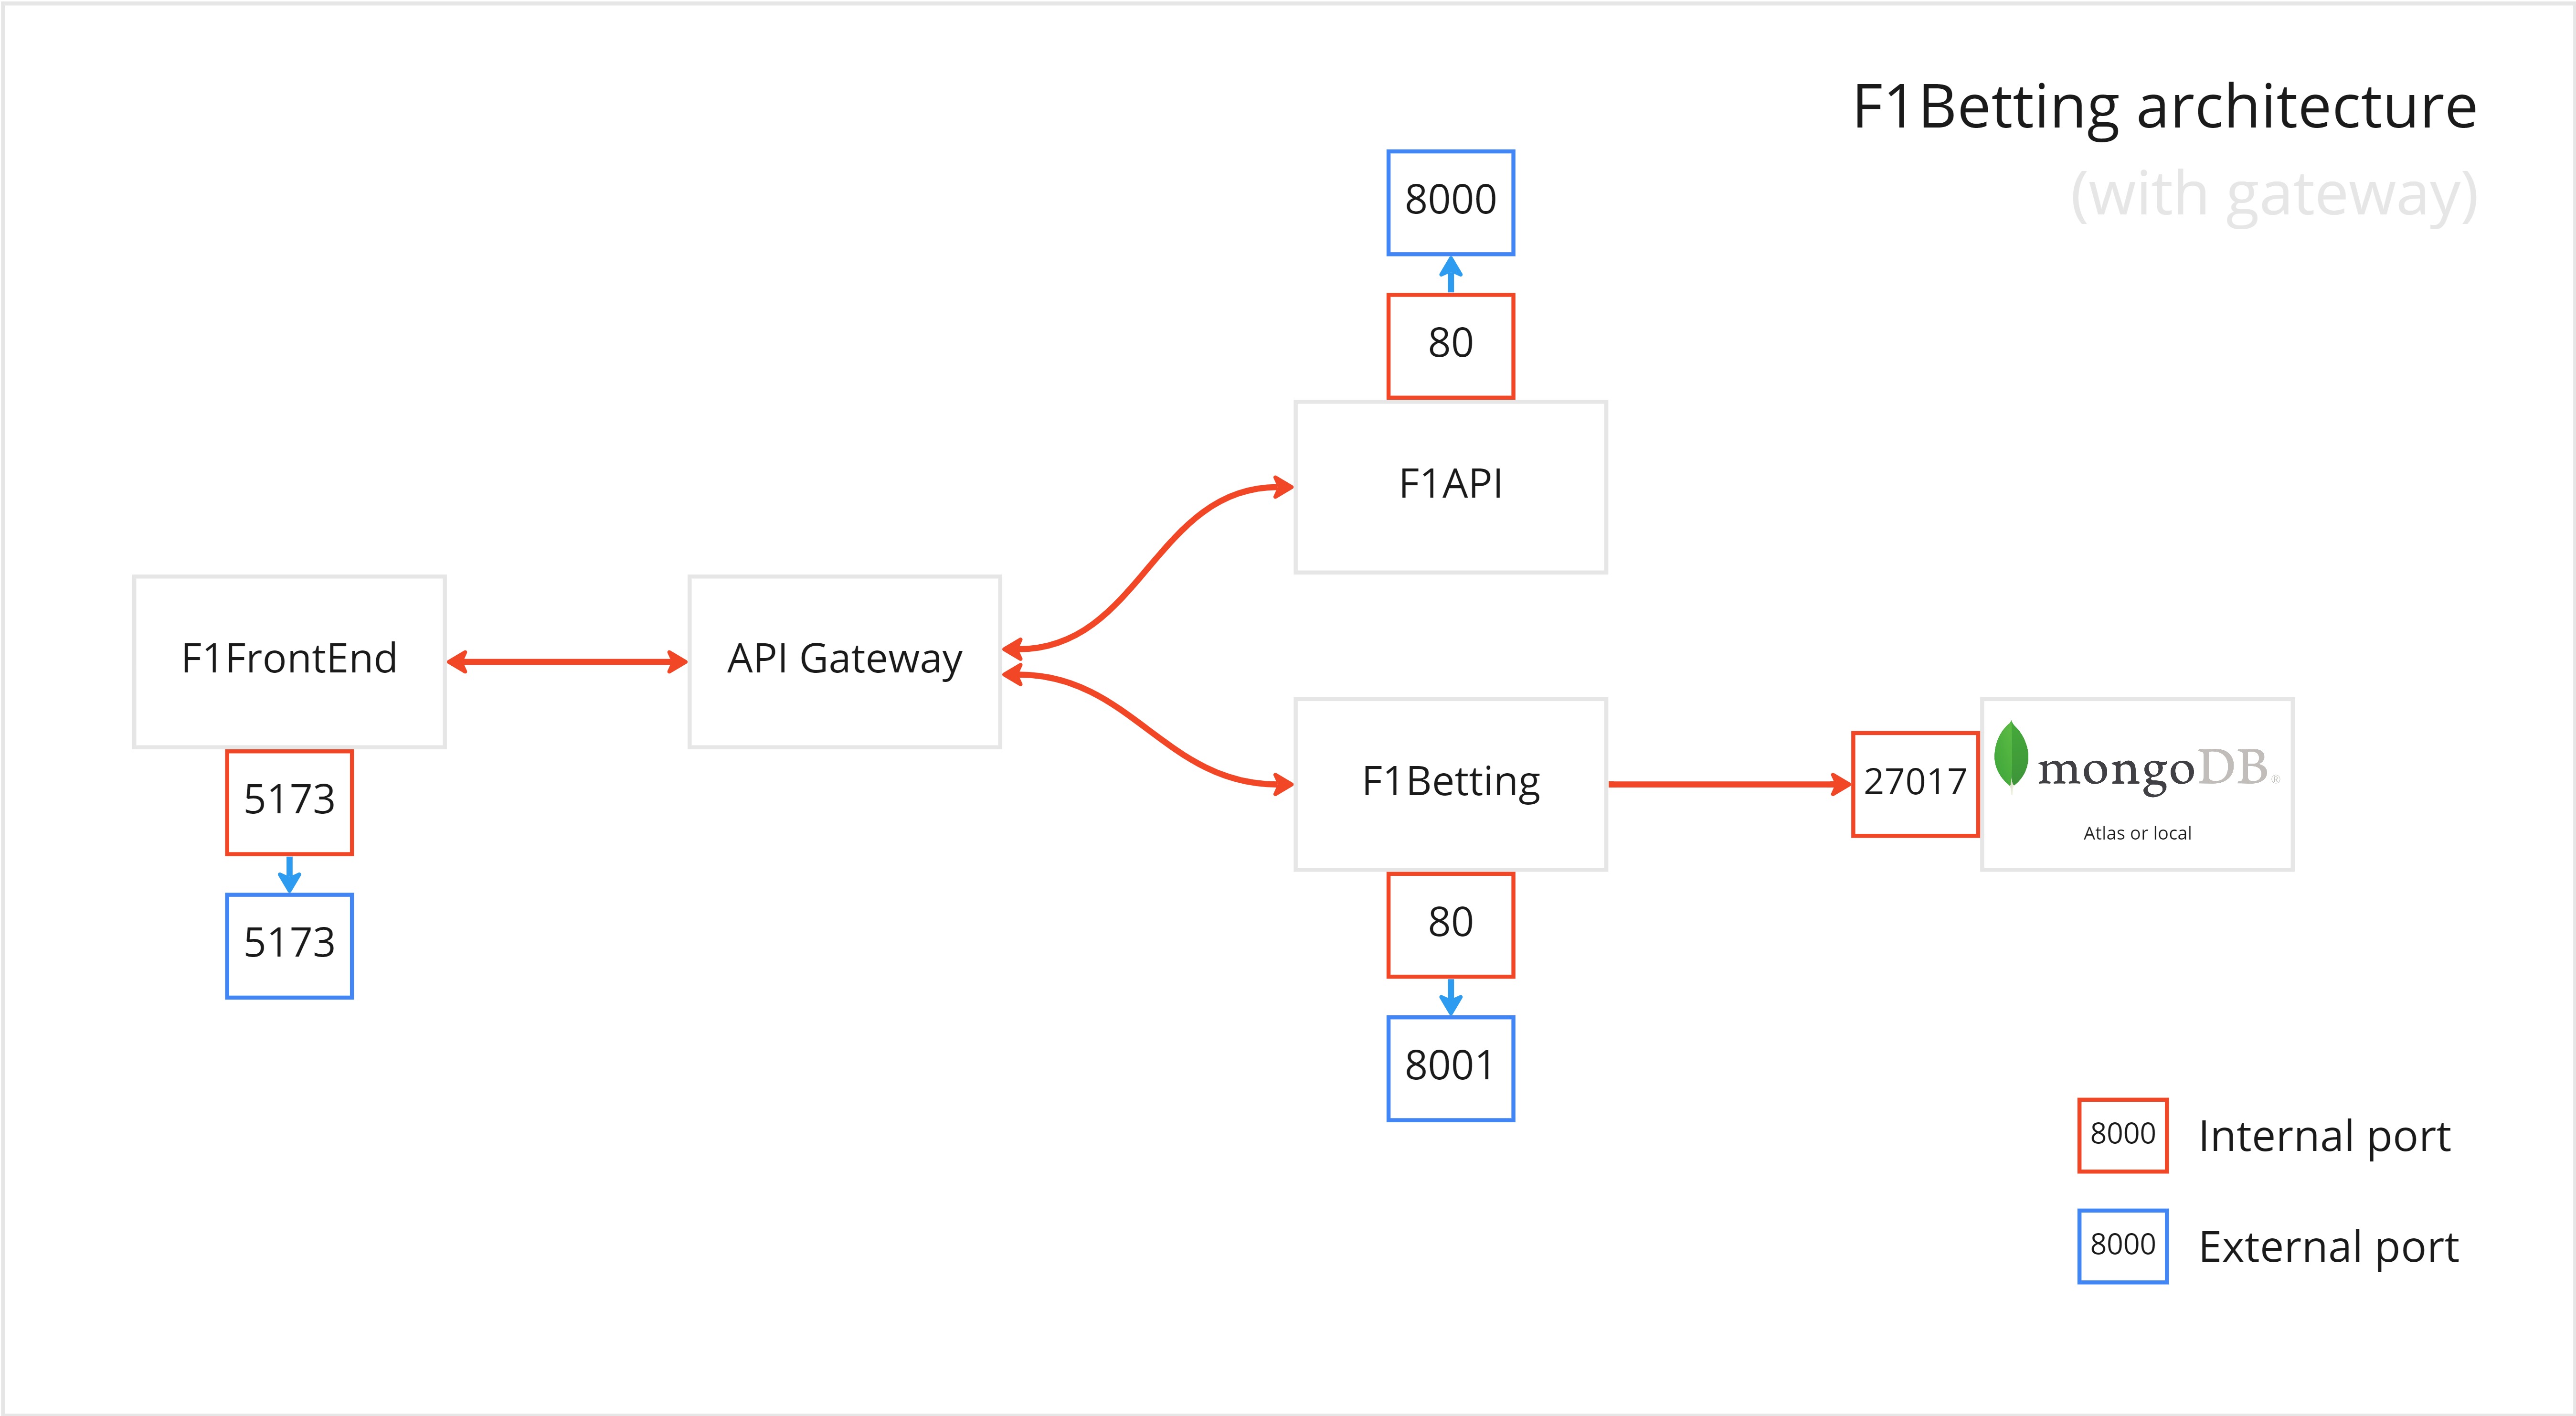 F1Betting architecture
(with gateway)
8000
80
F1API
F1FrontEnd
API Gateway
5173
5173
F1Betting
27017
mongoDB®
Atlas or local
80
8001
8000 Internal port
8000 External port